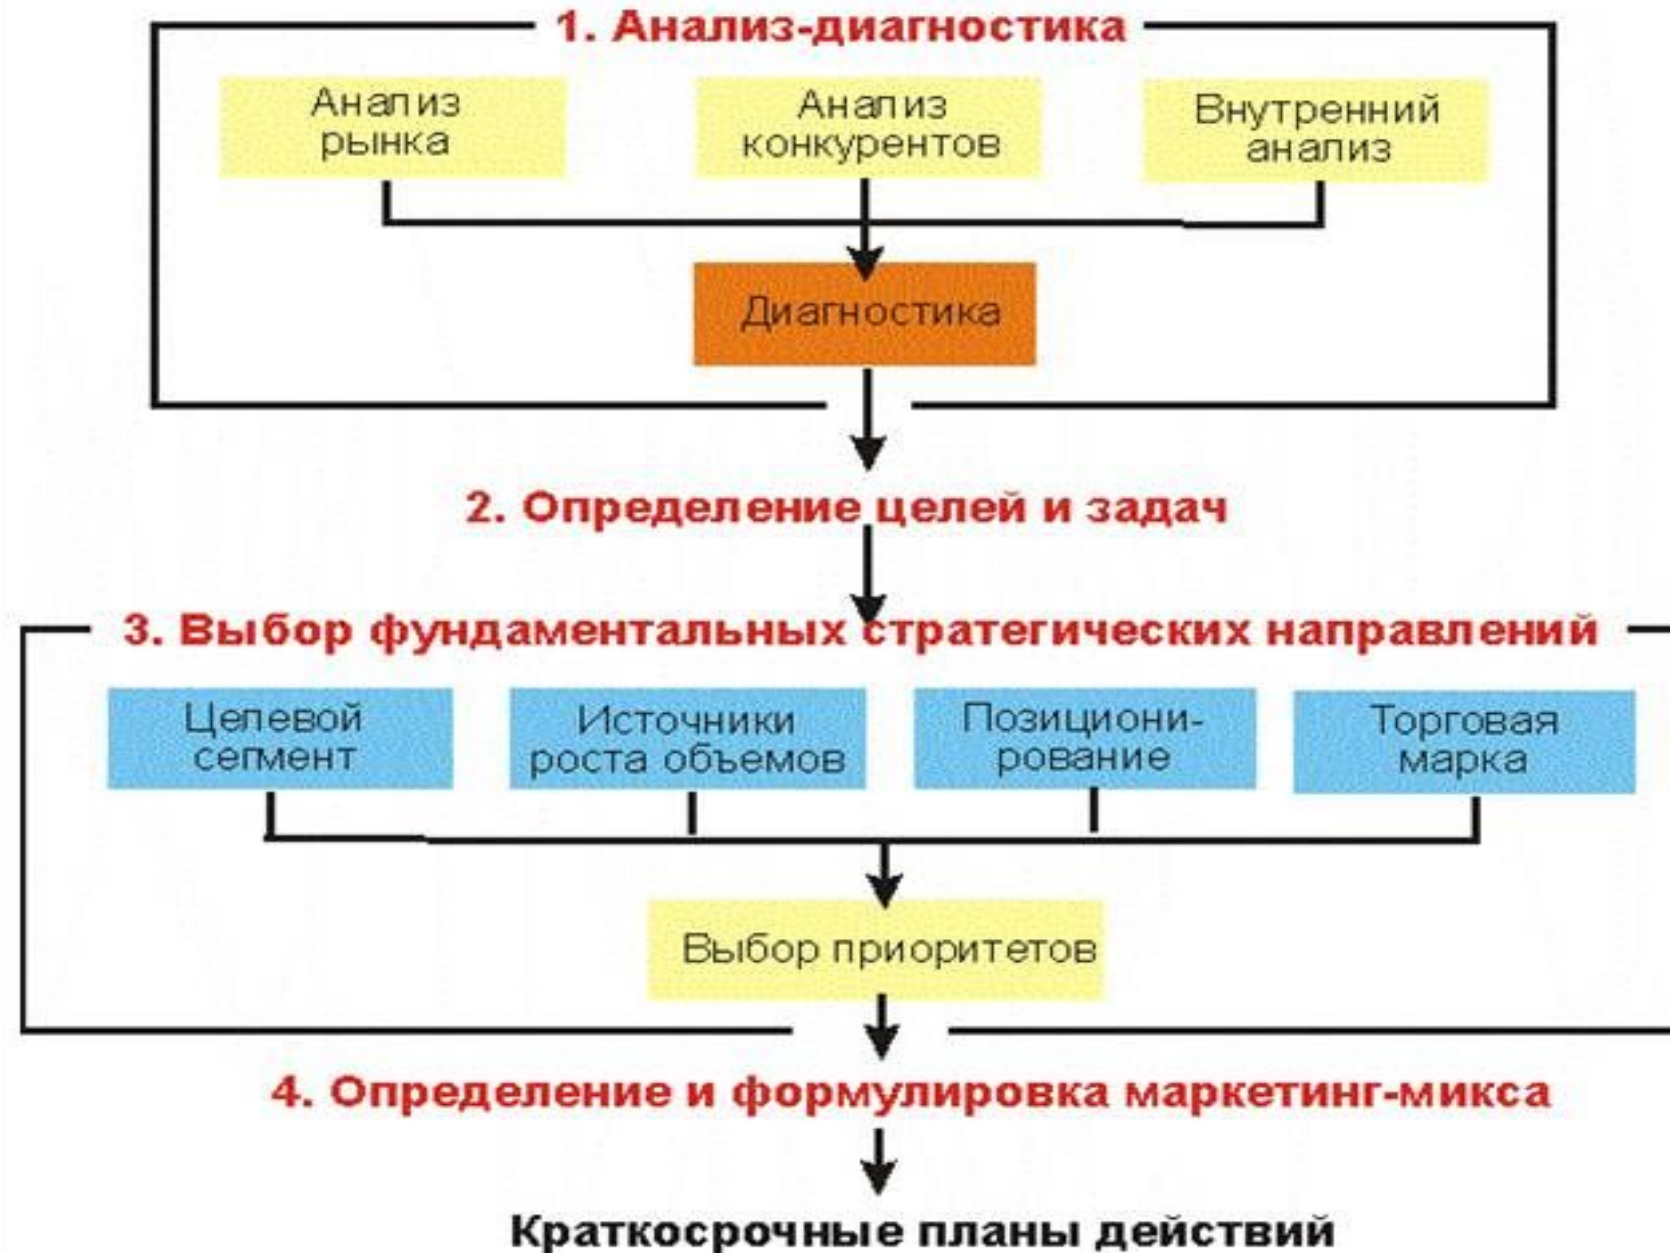 1. Анализ-диагностика
Анализ
рынка
Анализ
конкурентов
Внутренний
анализ
Диагностика
2. Определение целей и задач
3. Выбор фундаментальных стратегических направлений
Целевой
сегмент
Источники
роста объемов
Позициони-
рование
Торговая
марка
Выбор приоритетов
4. Определение и формулировка маркетинг-микса
Краткосрочные планы действий